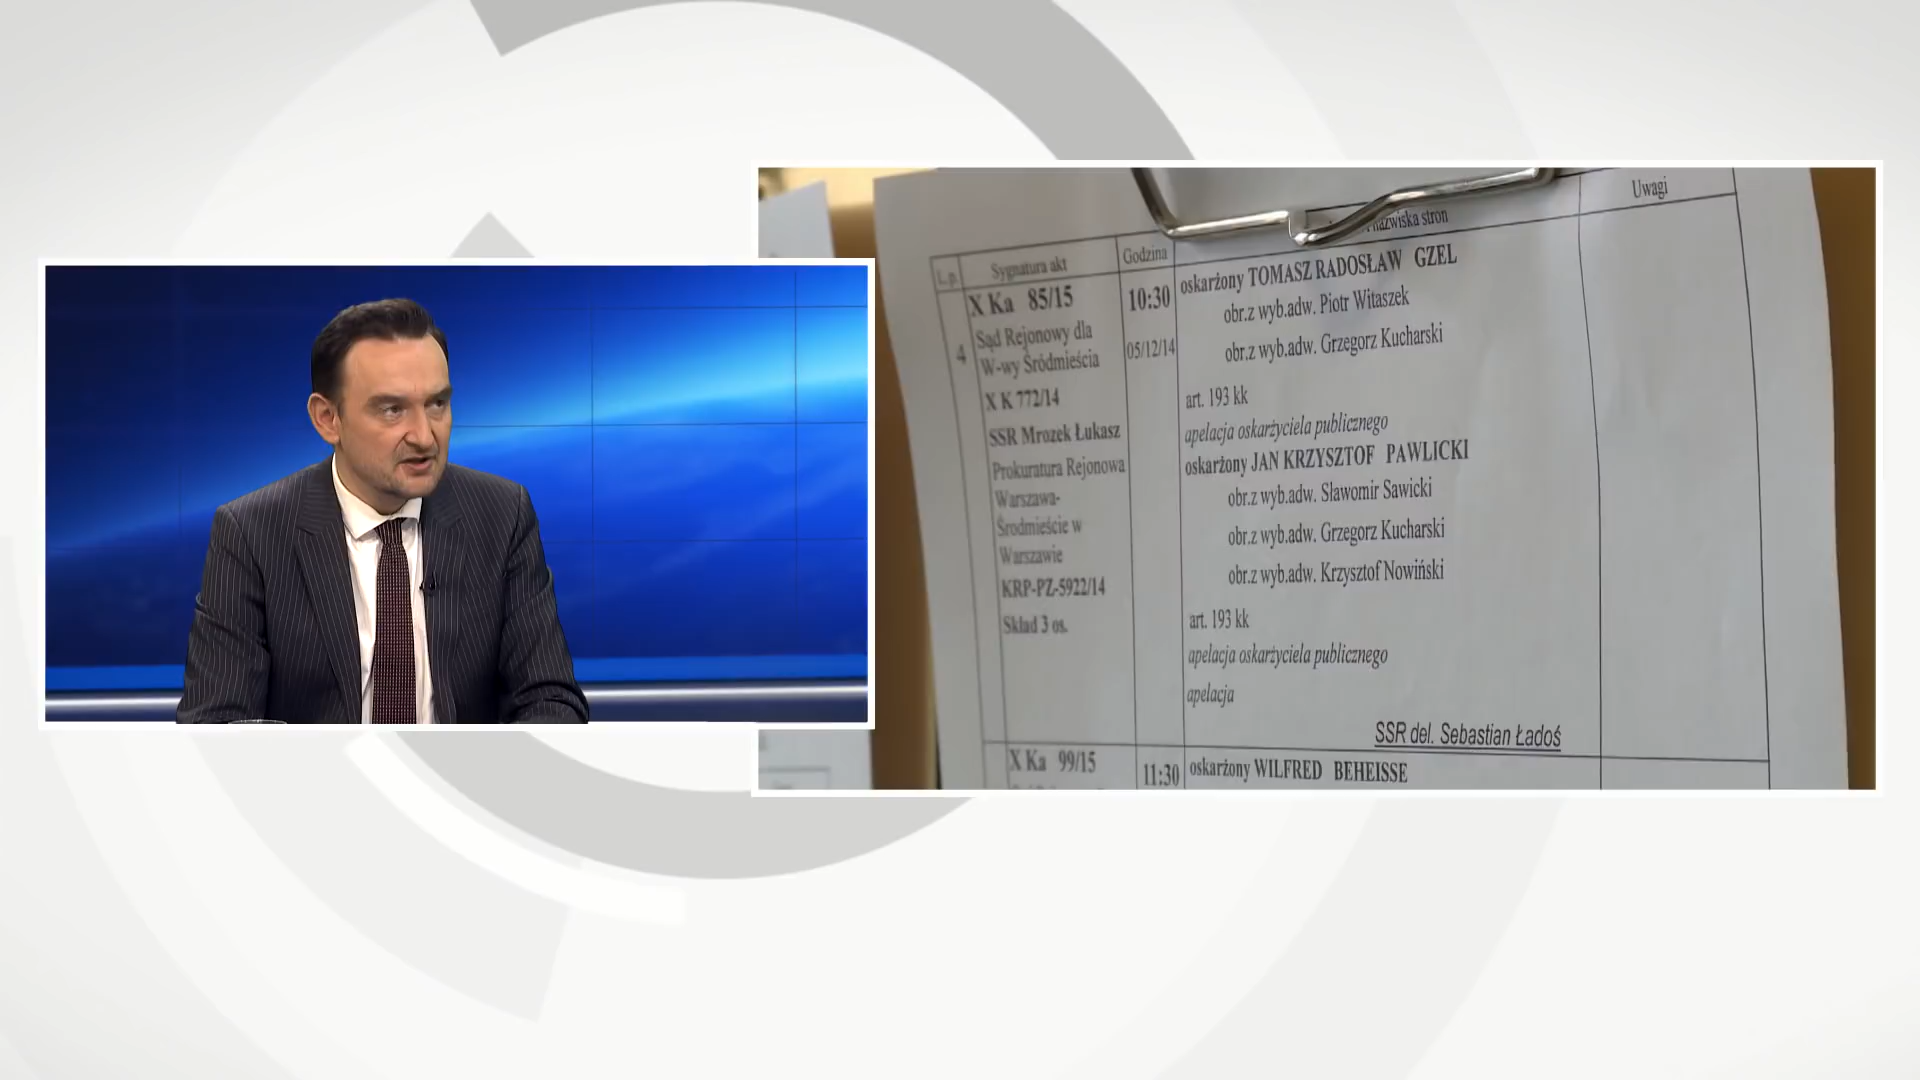 L.p. Sygnatura akt Godzina nazwiska stron Uwagi
4
X Ka 85/15
Sąd Rejonowy dla
W-wy Śródmieścia
X K 772/14
SSR Mrozek Łukasz
Prokuratura Rejonowa
Warszawa-
Śródmieście w
Warszawie
KRP-PZ-5922/14
Skład 3 os.
10:30
05/12/14
oskarżony TOMASZ RADOSŁAW GZEL
obr.z wyb.adw. Piotr Witaszek
obr.z wyb.adw. Grzegorz Kucharski
art. 193 kk
apelacja oskarżyciela publicznego
oskarżony JAN KRZYSZTOF PAWLICKI
obr.z wyb.adw. Sławomir Sawicki
obr.z wyb.adw. Grzegorz Kucharski
obr.z wyb.adw. Krzysztof Nowiński
art. 193 kk
apelacja oskarżyciela publicznego
apelacja
SSR del. Sebastian Ładoś
X Ka 99/15
11:30
oskarżony WILFRED BEHEISSE